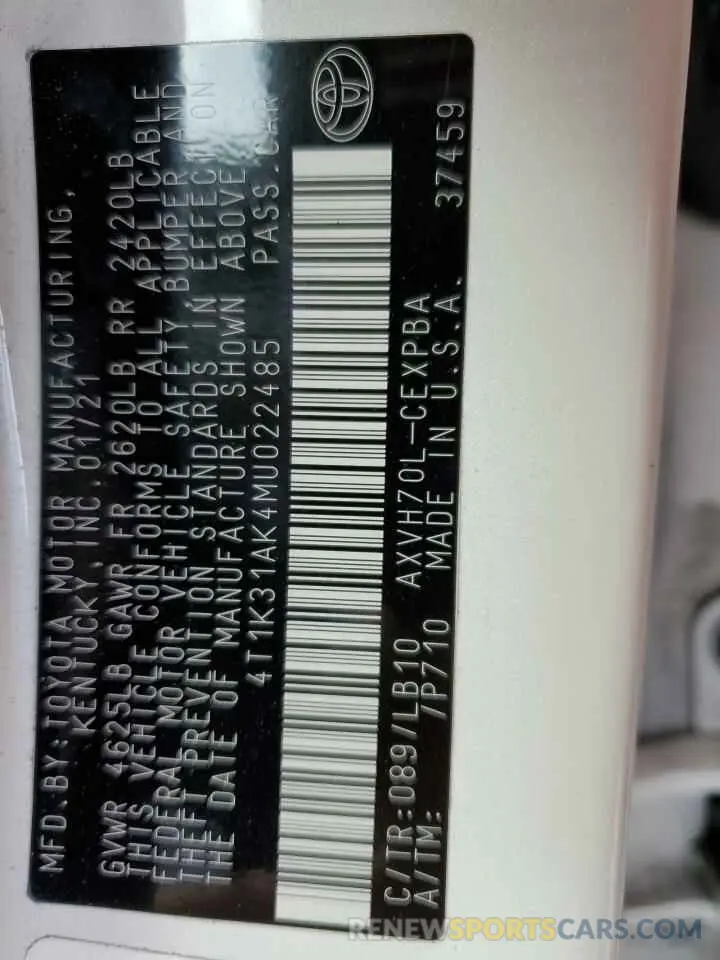 MFD.BY:TOYOTA MOTOR MANUFACTURING,
KENTUCKY,INC.01/21
GVWR 4625LB GAWR FR 2620LB RR 2420LB
THIS VEHICLE CONFORMS TO ALL APPLICABLE
FEDERAL MOTOR VEHICLE SAFETY BUMPER,AND
THEFT PREVENTION STANDARDS IN EFFECT ON
THE DATE OF MANUFACTURE SHOWN ABOVE.
4T1K31AK4MU022485 PASS.CAR
C/TR:089/LB10 AXVH70L-CEXPBA
A/TM: /P710 MADE IN U.S.A. 37459
RENEWSPORTSCARS.COM